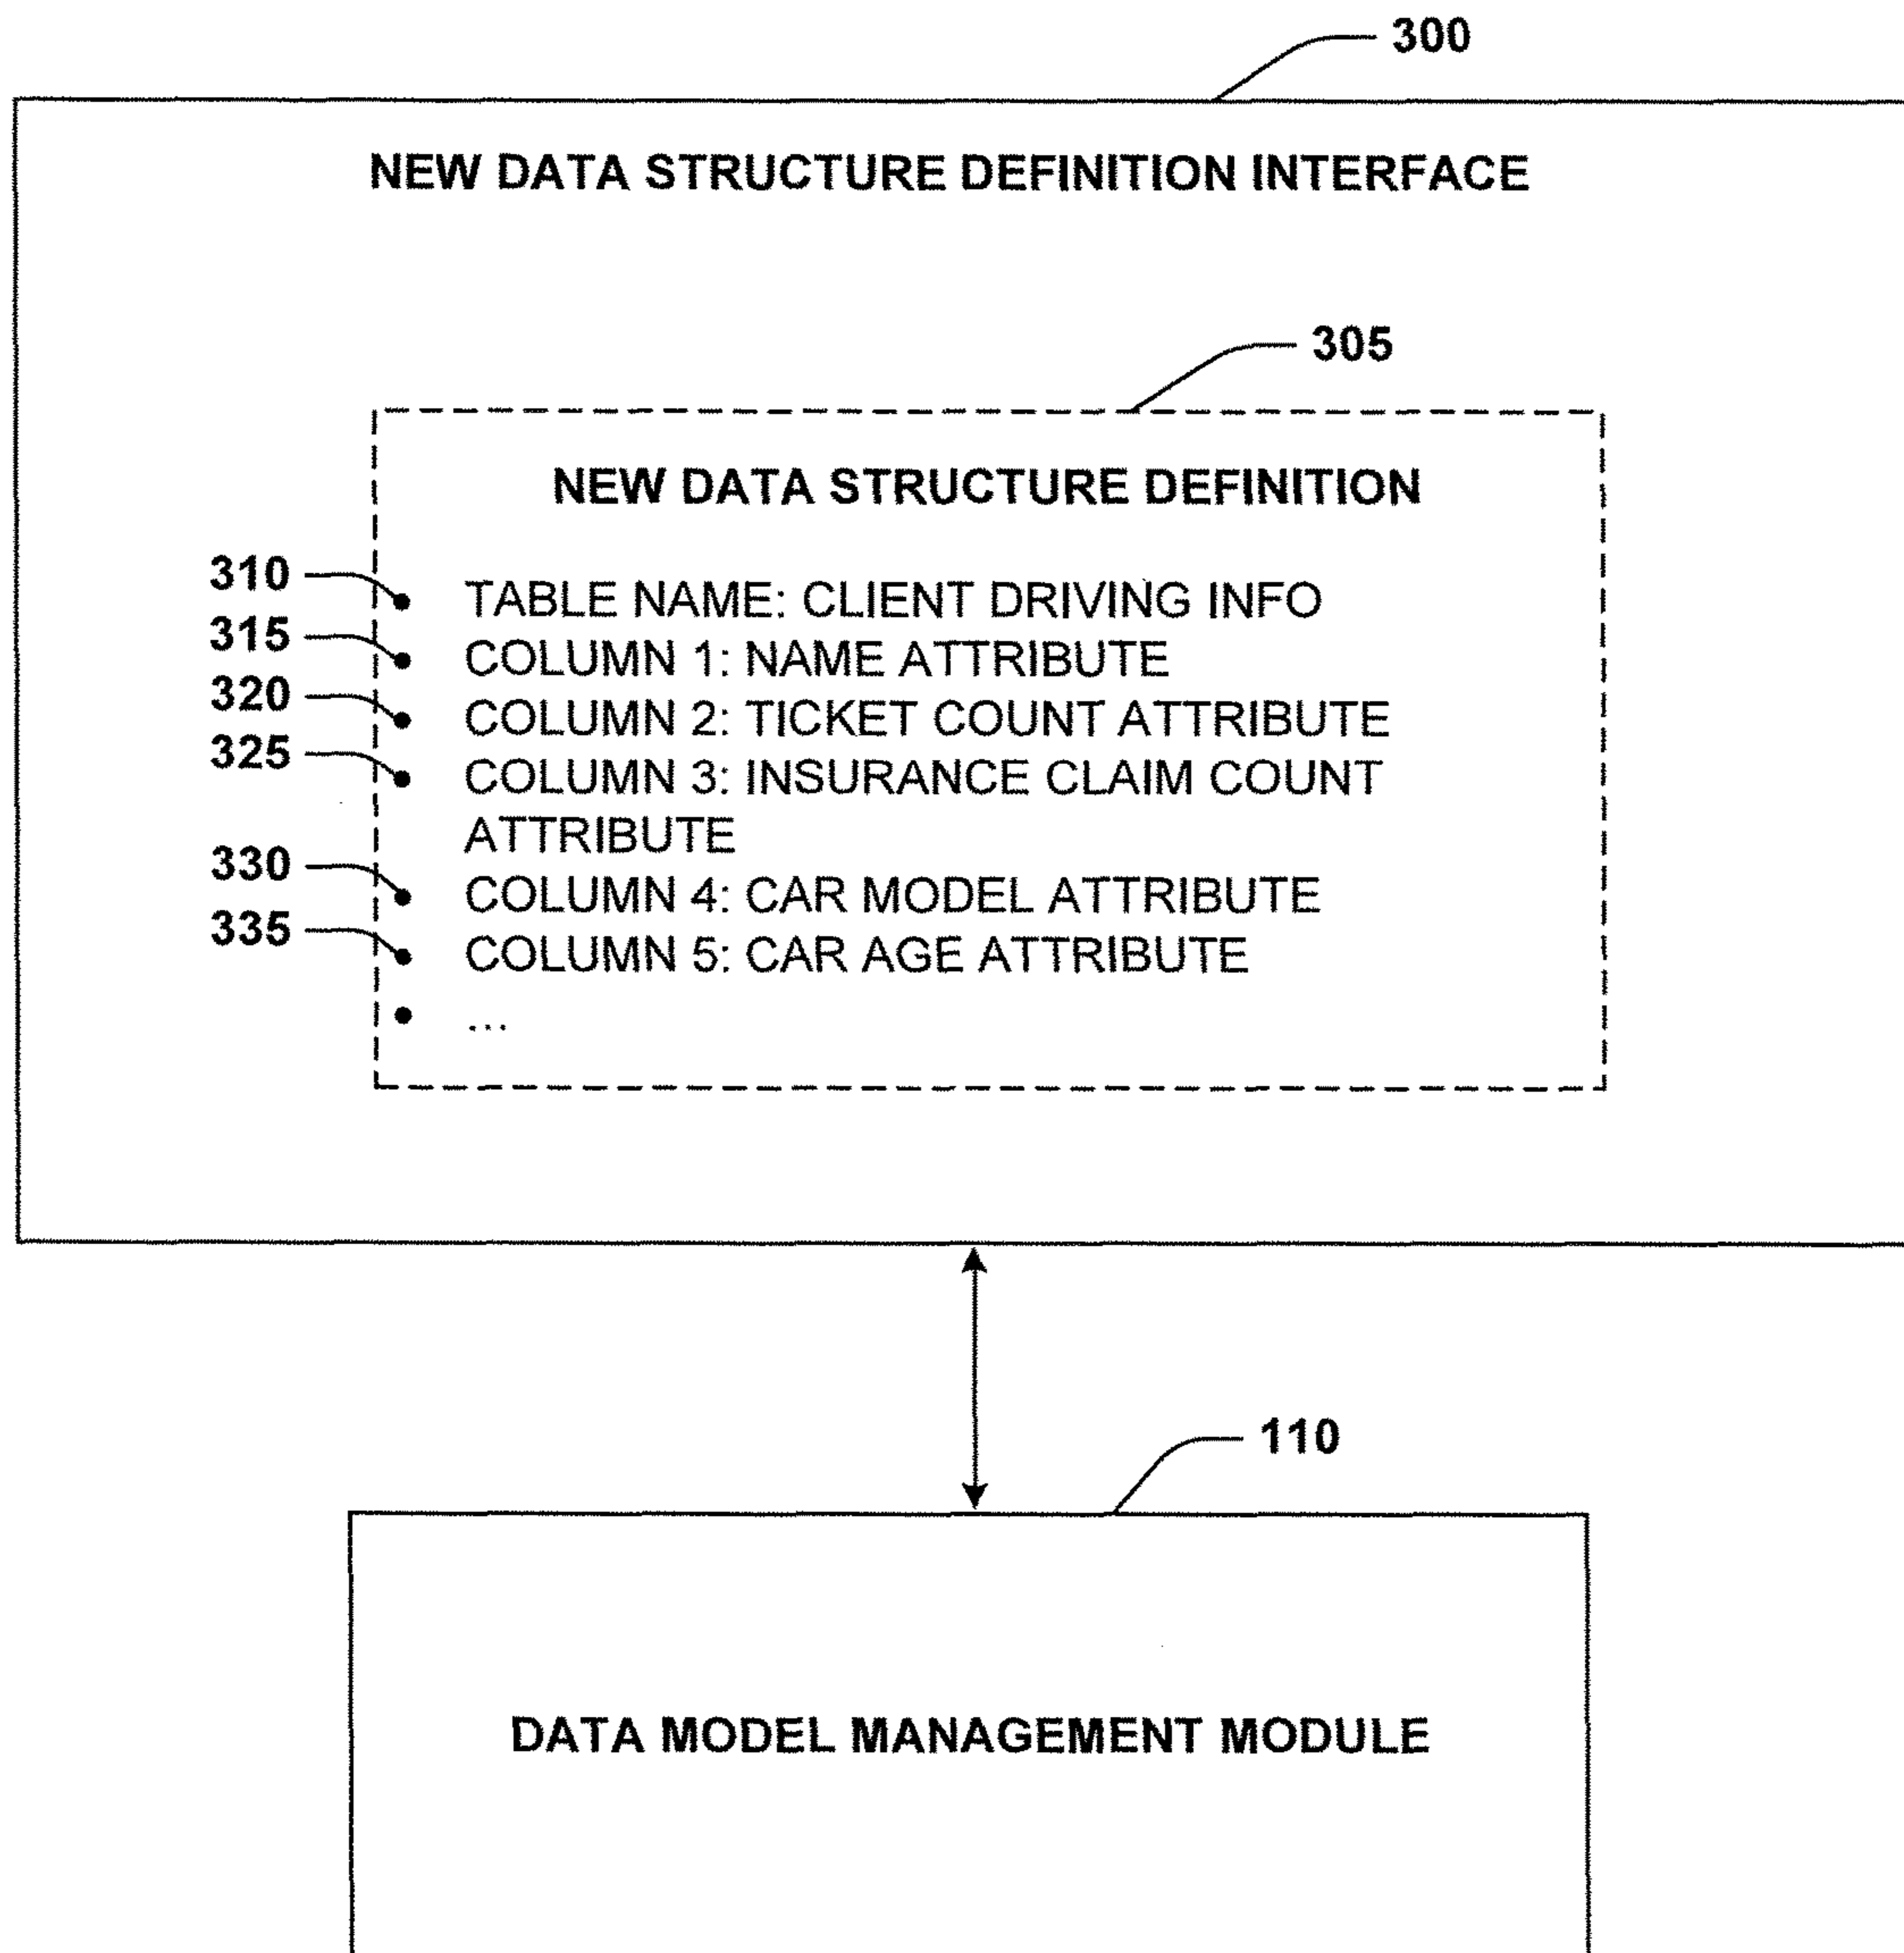 300
NEW DATA STRUCTURE DEFINITION INTERFACE
305
NEW DATA STRUCTURE DEFINITION
310 • TABLE NAME: CLIENT DRIVING INFO
315 • COLUMN 1: NAME ATTRIBUTE
320 • COLUMN 2: TICKET COUNT ATTRIBUTE
325 • COLUMN 3: INSURANCE CLAIM COUNT
ATTRIBUTE
330 • COLUMN 4: CAR MODEL ATTRIBUTE
335 • COLUMN 5: CAR AGE ATTRIBUTE
• ...
110
DATA MODEL MANAGEMENT MODULE